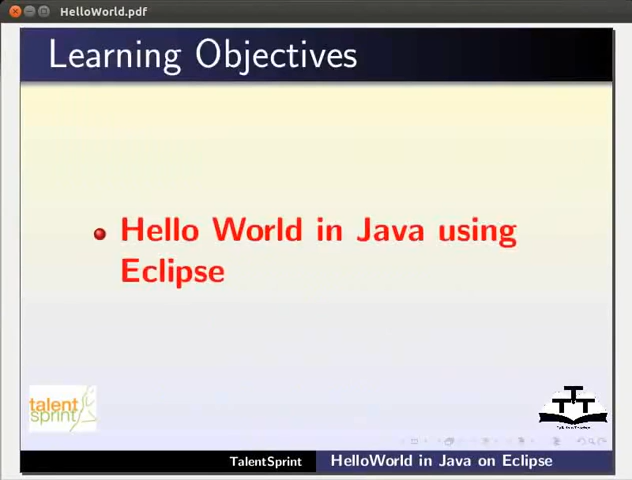 HelloWorld.pdf
Learning Objectives
Hello World in Java using
Eclipse
talent
sprint
TalentSprint
HelloWorld in Java on Eclipse